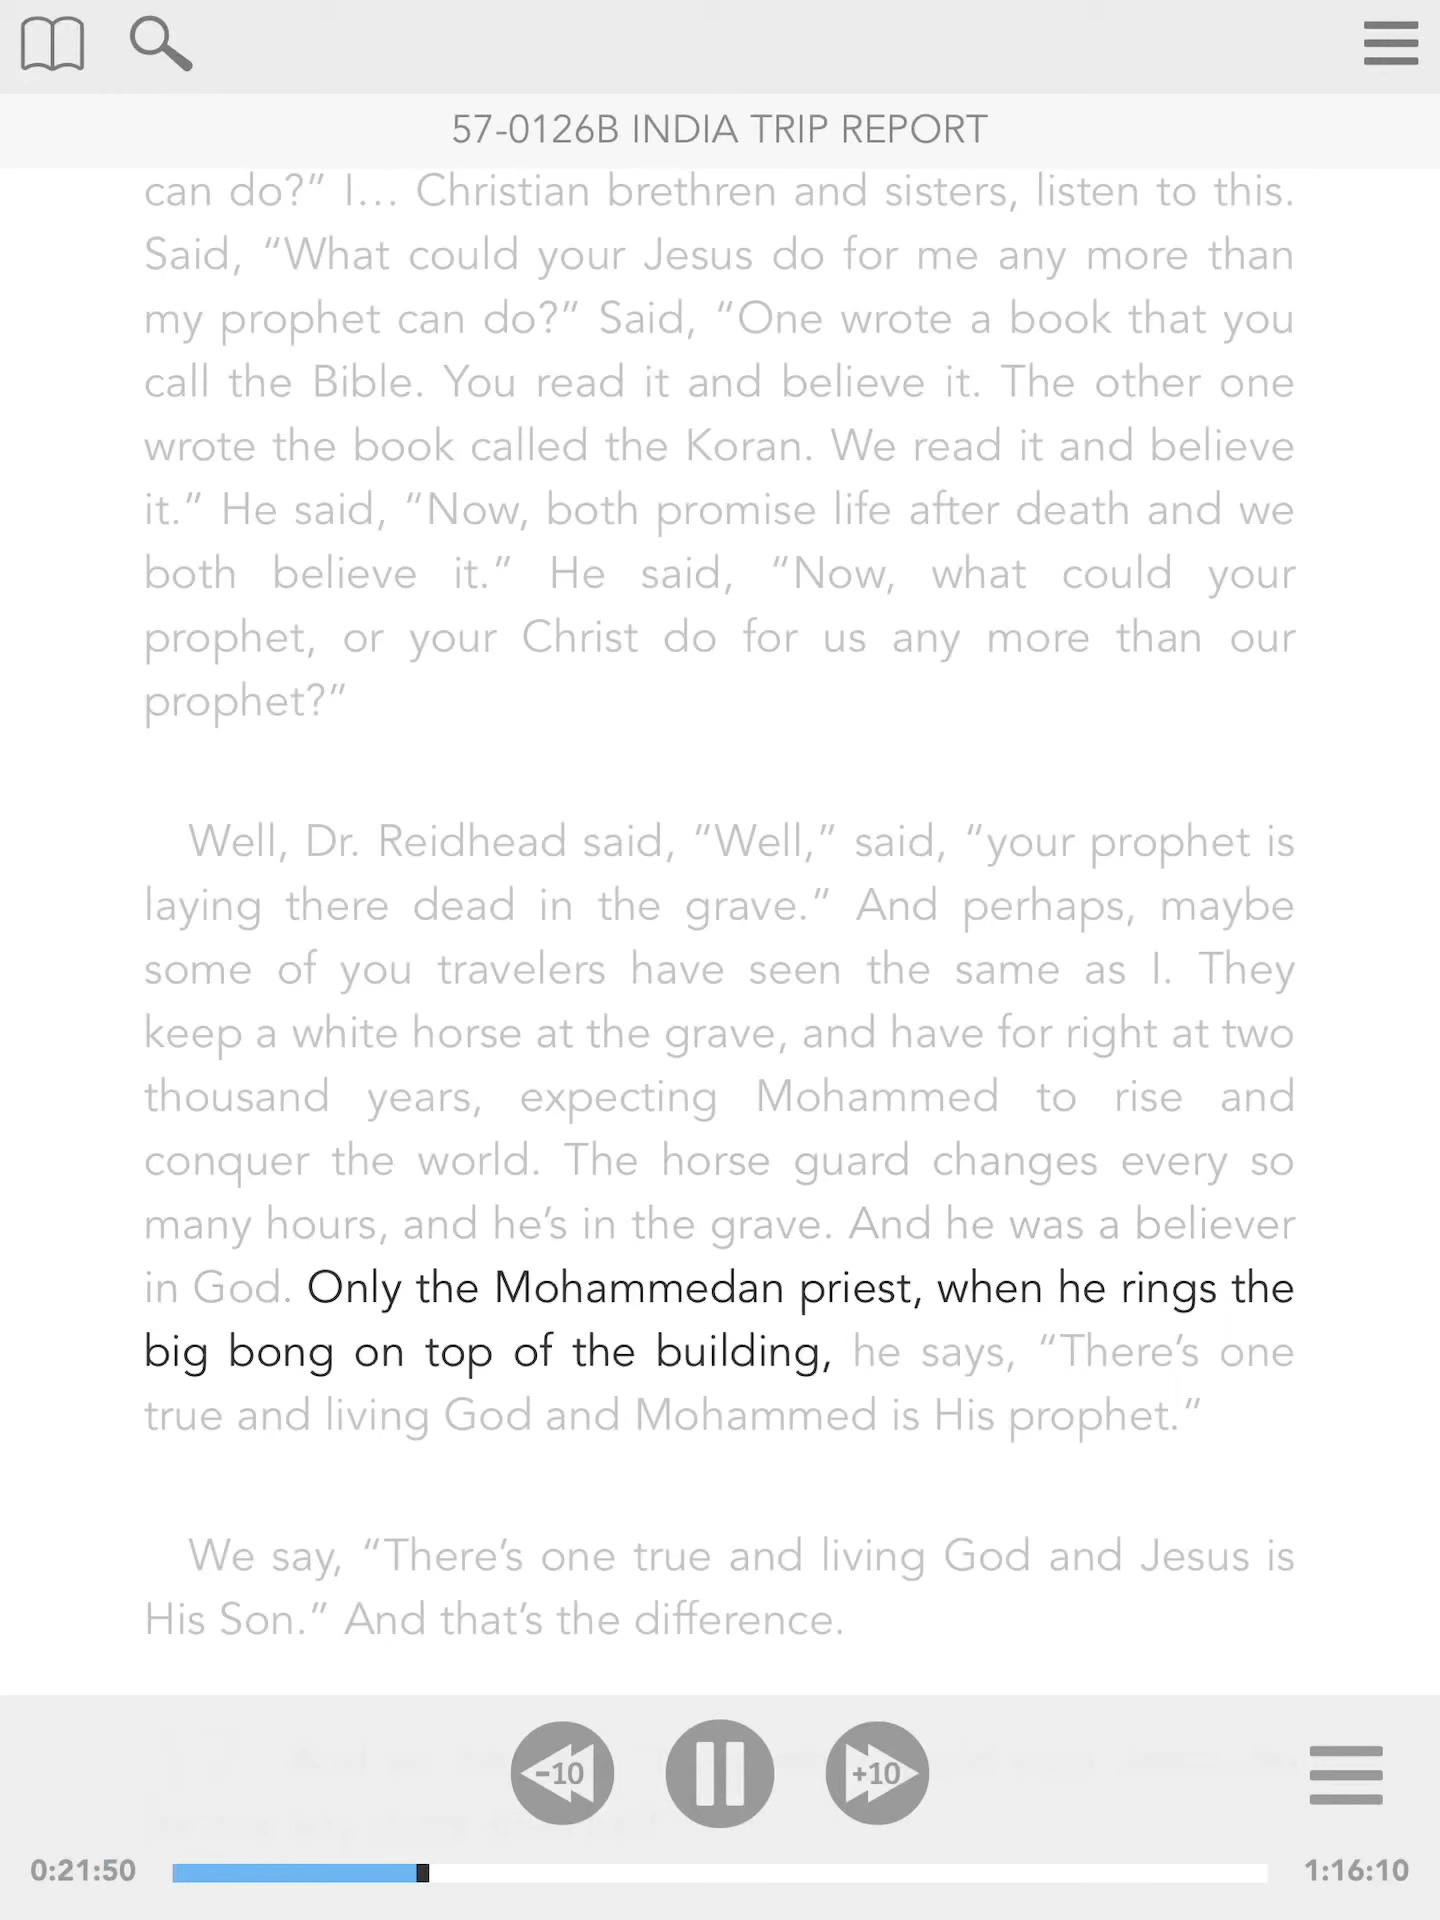 57-0126B INDIA TRIP REPORT
can do?” I… Christian brethren and sisters, listen to this.
Said, “What could your Jesus do for me any more than
my prophet can do?” Said, “One wrote a book that you
call the Bible. You read it and believe it. The other one
wrote the book called the Koran. We read it and believe
it.” He said, “Now, both promise life after death and we
both believe it.” He said, “Now, what could your
prophet, or your Christ do for us any more than our
prophet?”
Well, Dr. Reidhead said, “Well,” said, “your prophet is
laying there dead in the grave.” And perhaps, maybe
some of you travelers have seen the same as I. They
keep a white horse at the grave, and have for right at two
thousand years, expecting Mohammed to rise and
conquer the world. The horse guard changes every so
many hours, and he’s in the grave. And he was a believer
in God. Only the Mohammedan priest, when he rings the
big bong on top of the building, he says, “There’s one
true and living God and Mohammed is His prophet.”
We say, “There’s one true and living God and Jesus is
His Son.” And that’s the difference.
-10 +10
0:21:50 1:16:10